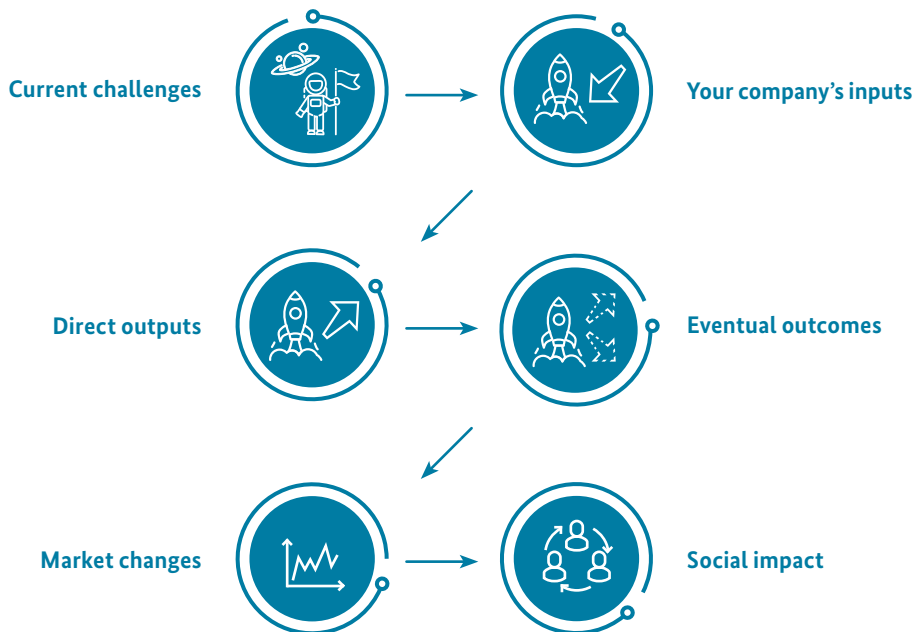 Current challenges
Your company's inputs
Direct outputs
Eventual outcomes
Market changes
Social impact